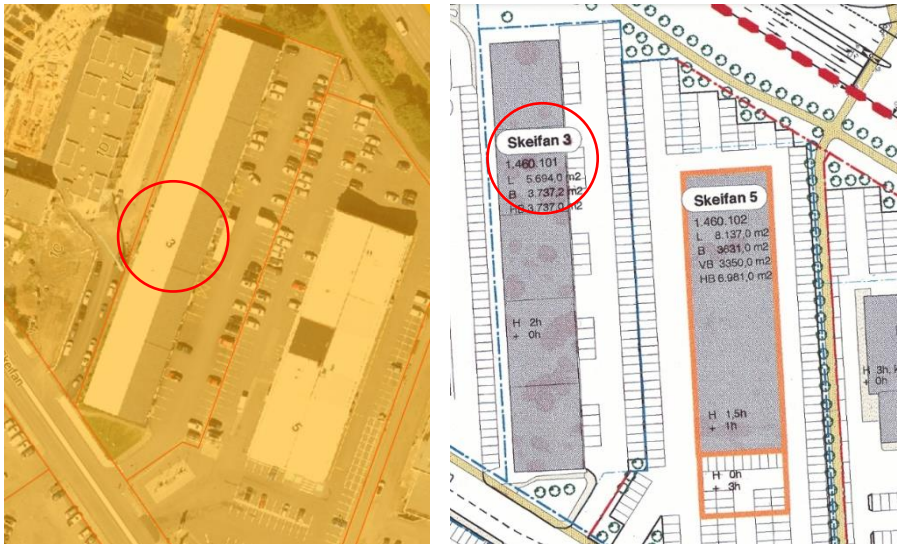 3
5
Skeifan
Skeifan 3
1.460.101
L 5.694,0 m2
B 3.737,2 m2
HB 3.737,0 m2
H 2h
+ 0h
Skeifan 5
1.460.102
L 8.137,0 m2
B 3631,0 m2
VB 3350,0 m2
HB 6.981,0 m2
H 1,5h
+ 1h
H 0h
+ 3h
H 3h,
+ 0h